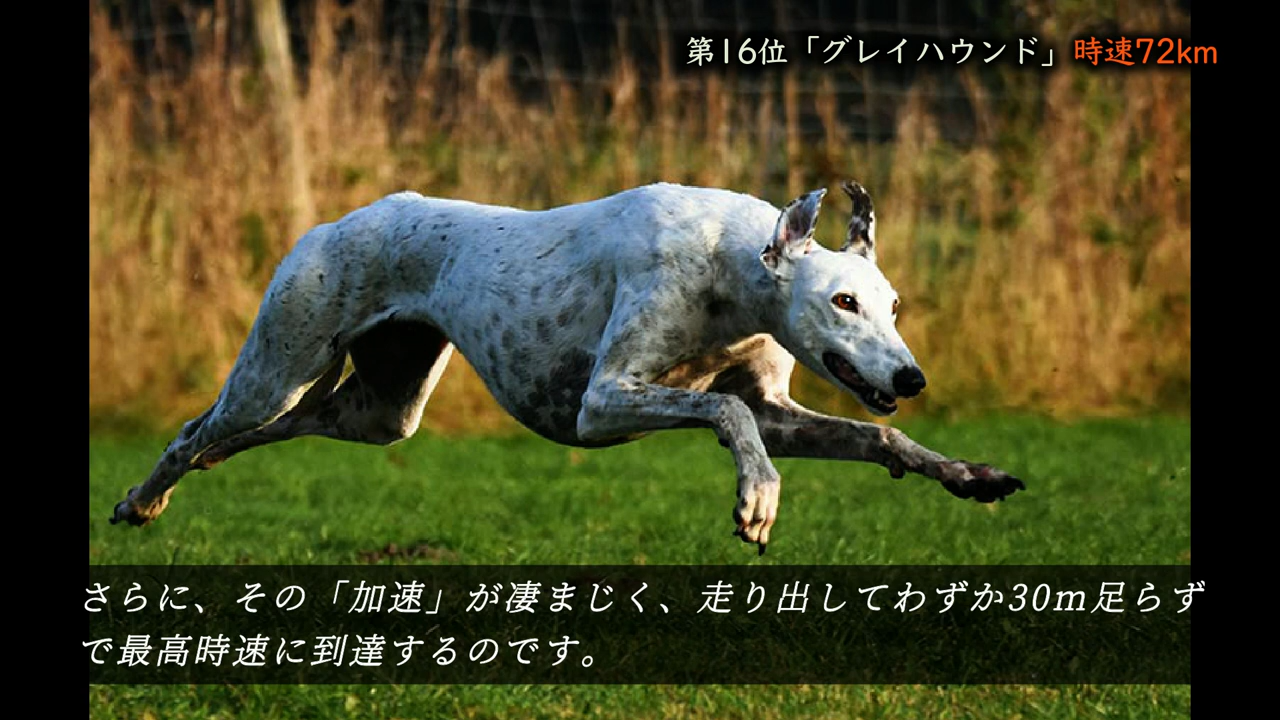 第16位「グレイハウンド」時速72km
さらに、その「加速」が凄まじく、走り出してわずか30m足らず
で最高時速に到達するのです。